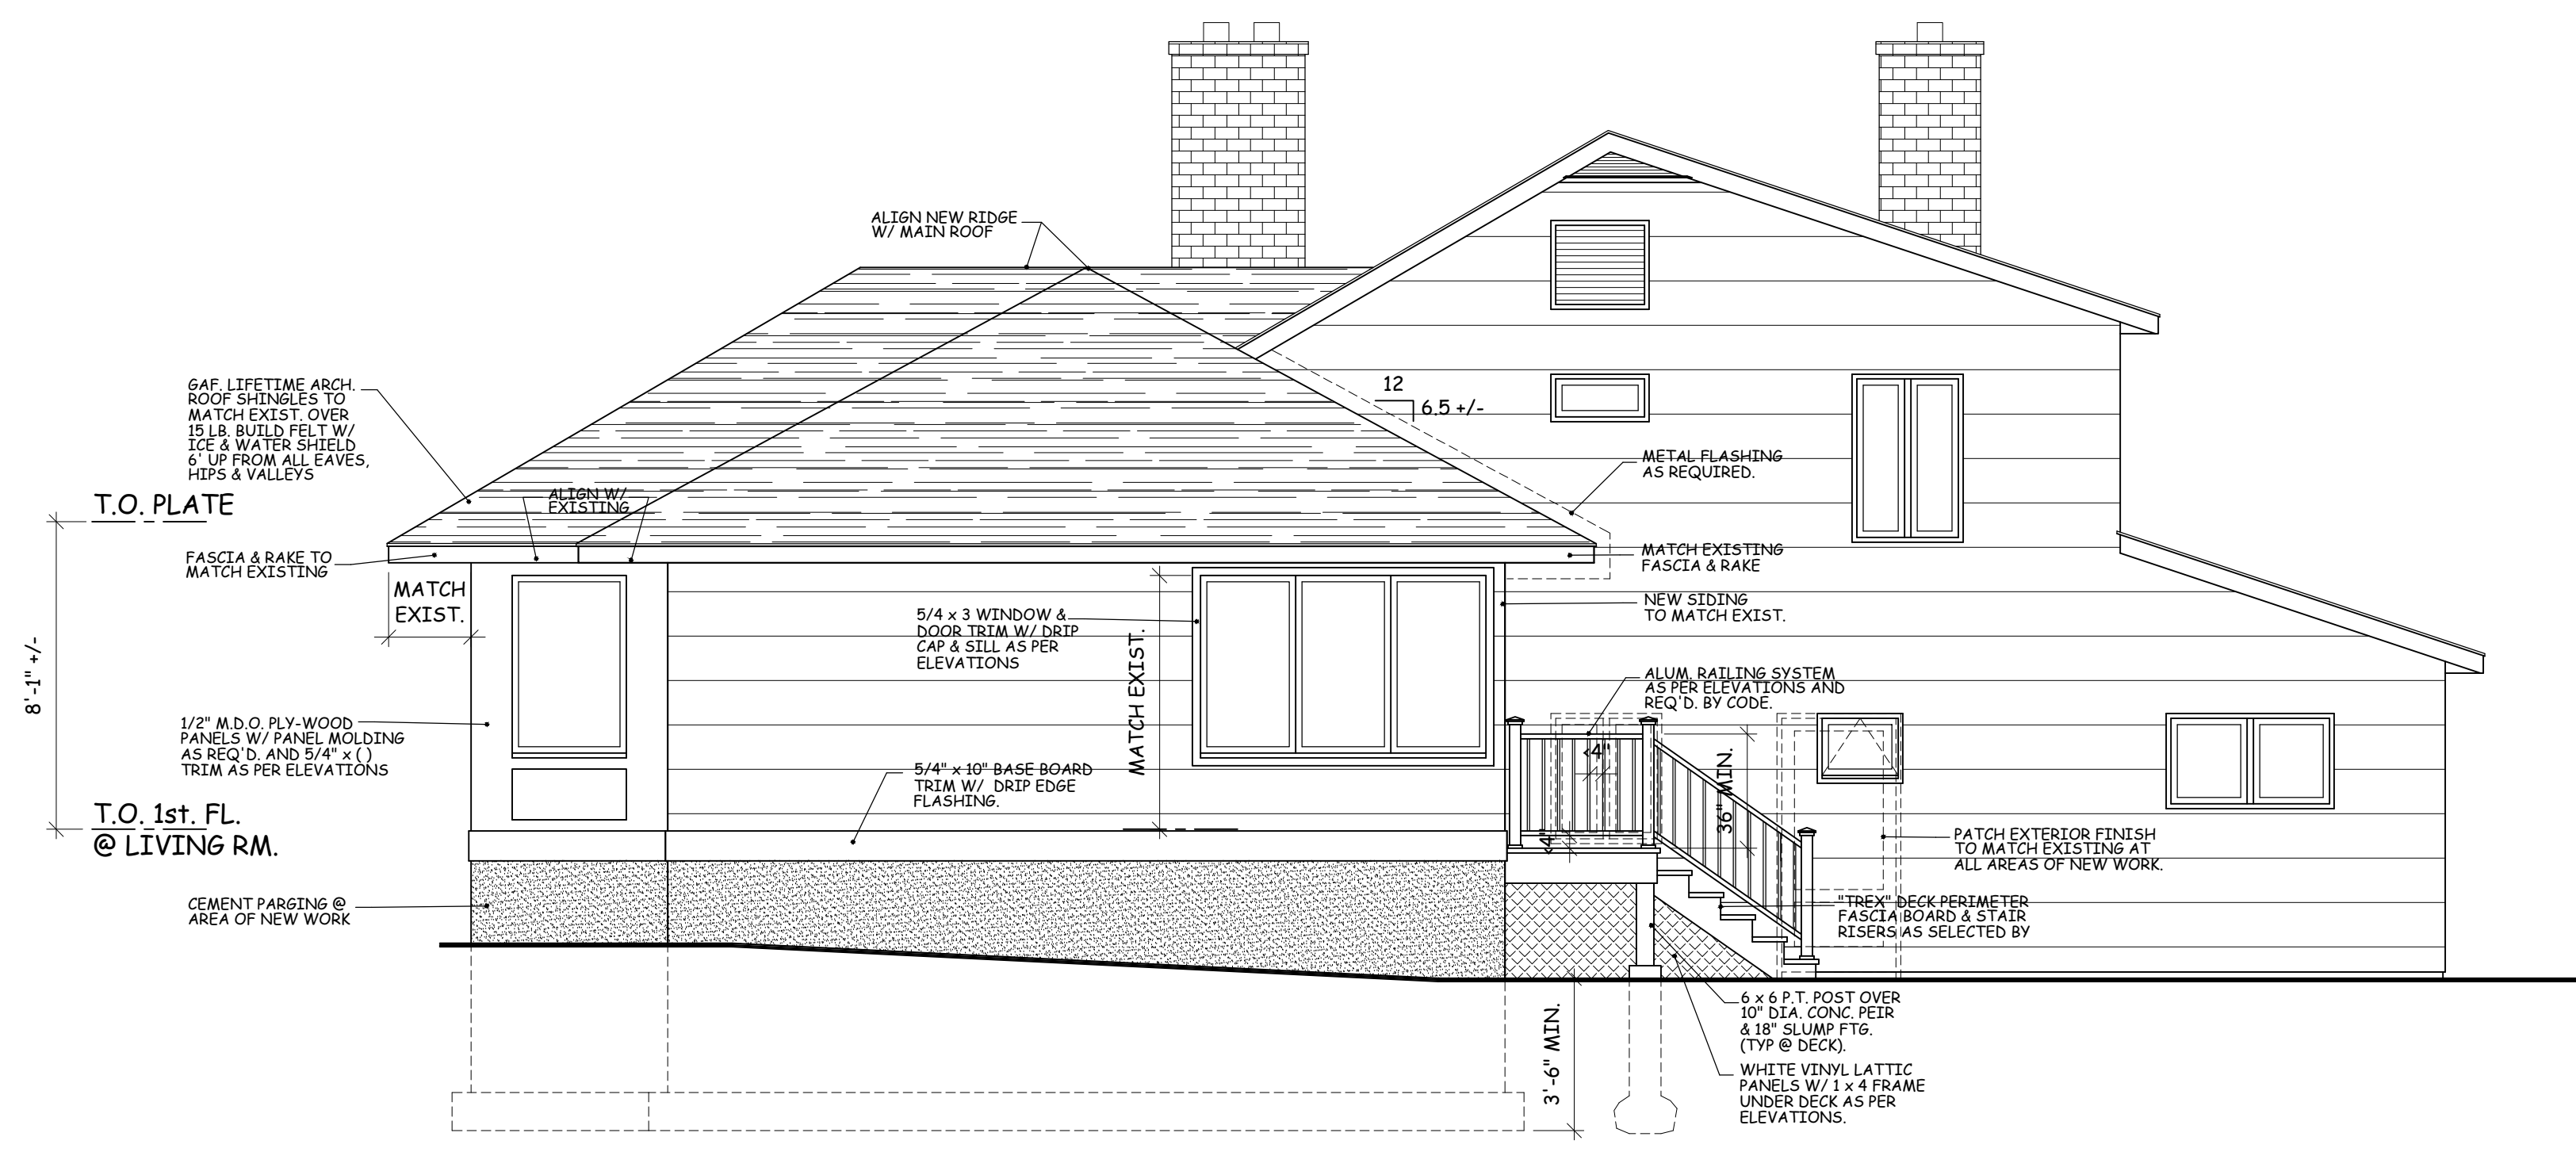 ALIGN NEW RIDGE
W/ MAIN ROOF
GAF. LIFETIME ARCH.
ROOF SHINGLES TO
MATCH EXIST. OVER
15 LB. BUILD FELT W/
ICE & WATER SHIELD
6' UP FROM ALL EAVES,
HIPS & VALLEYS
12
6.5 +/-
METAL FLASHING
AS REQUIRED.
T.O. PLATE
ALIGN W/
EXISTING
FASCIA & RAKE TO
MATCH EXISTING
MATCH EXISTING
FASCIA & RAKE
MATCH
EXIST.
NEW SIDING
TO MATCH EXIST.
5/4 x 3 WINDOW &
DOOR TRIM W/ DRIP
CAP & SILL AS PER
ELEVATIONS
MATCH EXIST.
8'-1" +/-
ALUM. RAILING SYSTEM
AS PER ELEVATIONS AND
REQ'D. BY CODE.
1/2" M.D.O. PLY-WOOD
PANELS W/ PANEL MOLDING
AS REQ'D. AND 5/4" x ( )
TRIM AS PER ELEVATIONS
5/4" x 10" BASE BOARD
TRIM W/ DRIP EDGE
FLASHING.
<4"
36" MIN.
<4"
T.O. 1st. FL.
@ LIVING RM.
PATCH EXTERIOR FINISH
TO MATCH EXISTING AT
ALL AREAS OF NEW WORK.
CEMENT PARGING @
AREA OF NEW WORK
"TREX" DECK PERIMETER
FASCIA BOARD & STAIR
RISERS AS SELECTED BY
6 x 6 P.T. POST OVER
10" DIA. CONC. PEIR
& 18" SLUMP FTG.
(TYP @ DECK).
3'-6" MIN.
WHITE VINYL LATTIC
PANELS W/ 1 x 4 FRAME
UNDER DECK AS PER
ELEVATIONS.